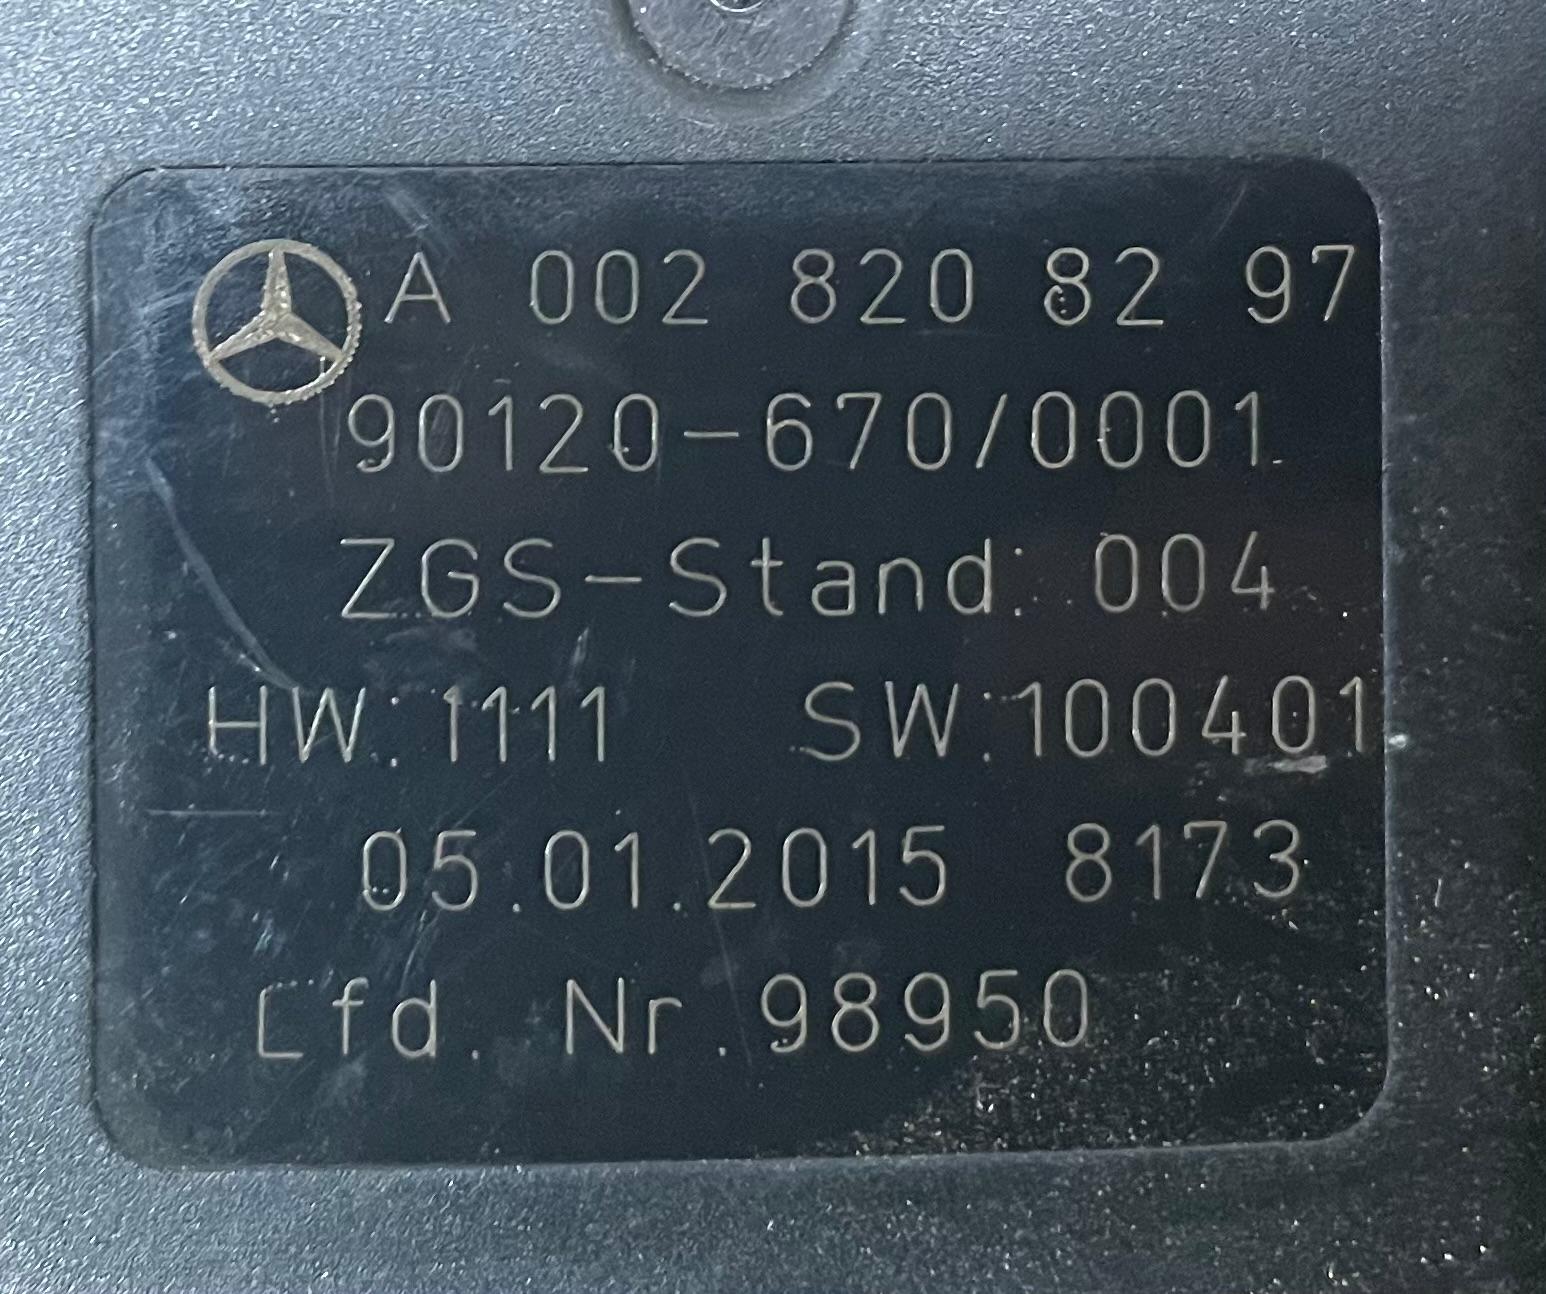 A 002 820 82 97
90120-670/0001
ZGS-Stand: 004
HW:1111 SW:100401
05.01.2015 8173
Lfd. Nr.98950